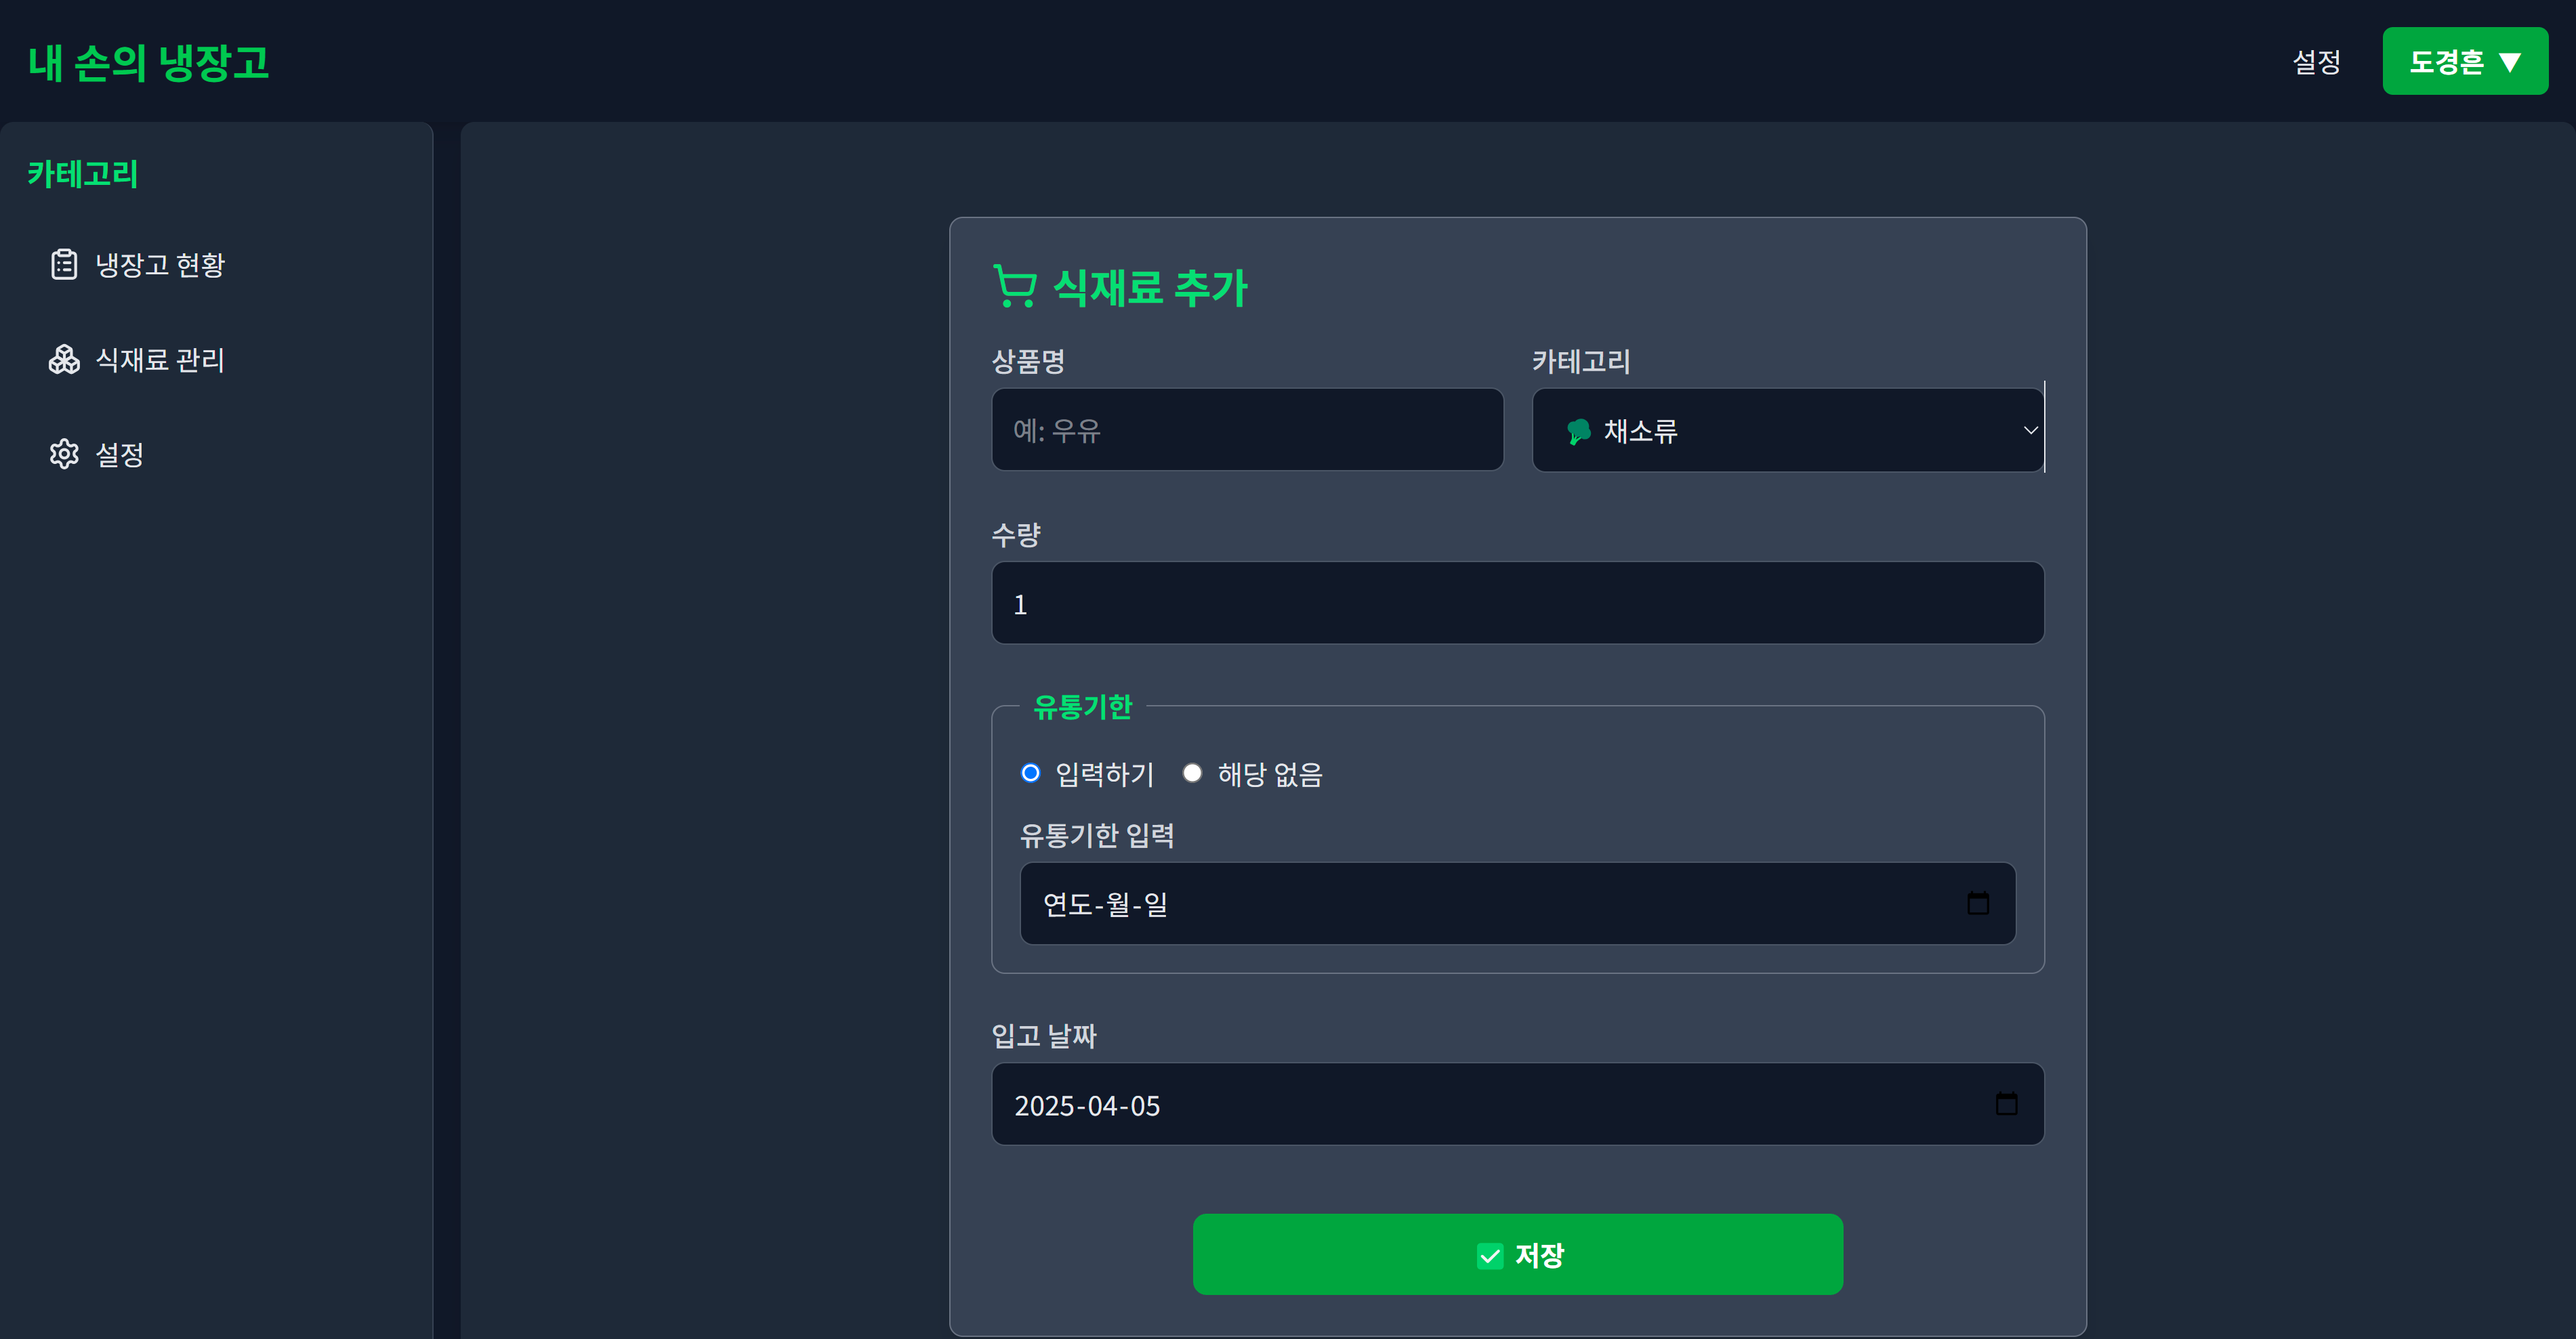 내 손의 냉장고
설정
도경흔 ▼
카테고리
냉장고 현황
식재료 관리
설정
식재료 추가
상품명
카테고리
예: 우유
🥦 채소류
수량
1
유통기한
입력하기
해당 없음
유통기한 입력
연도-월-일
입고 날짜
2025-04-05
✅ 저장